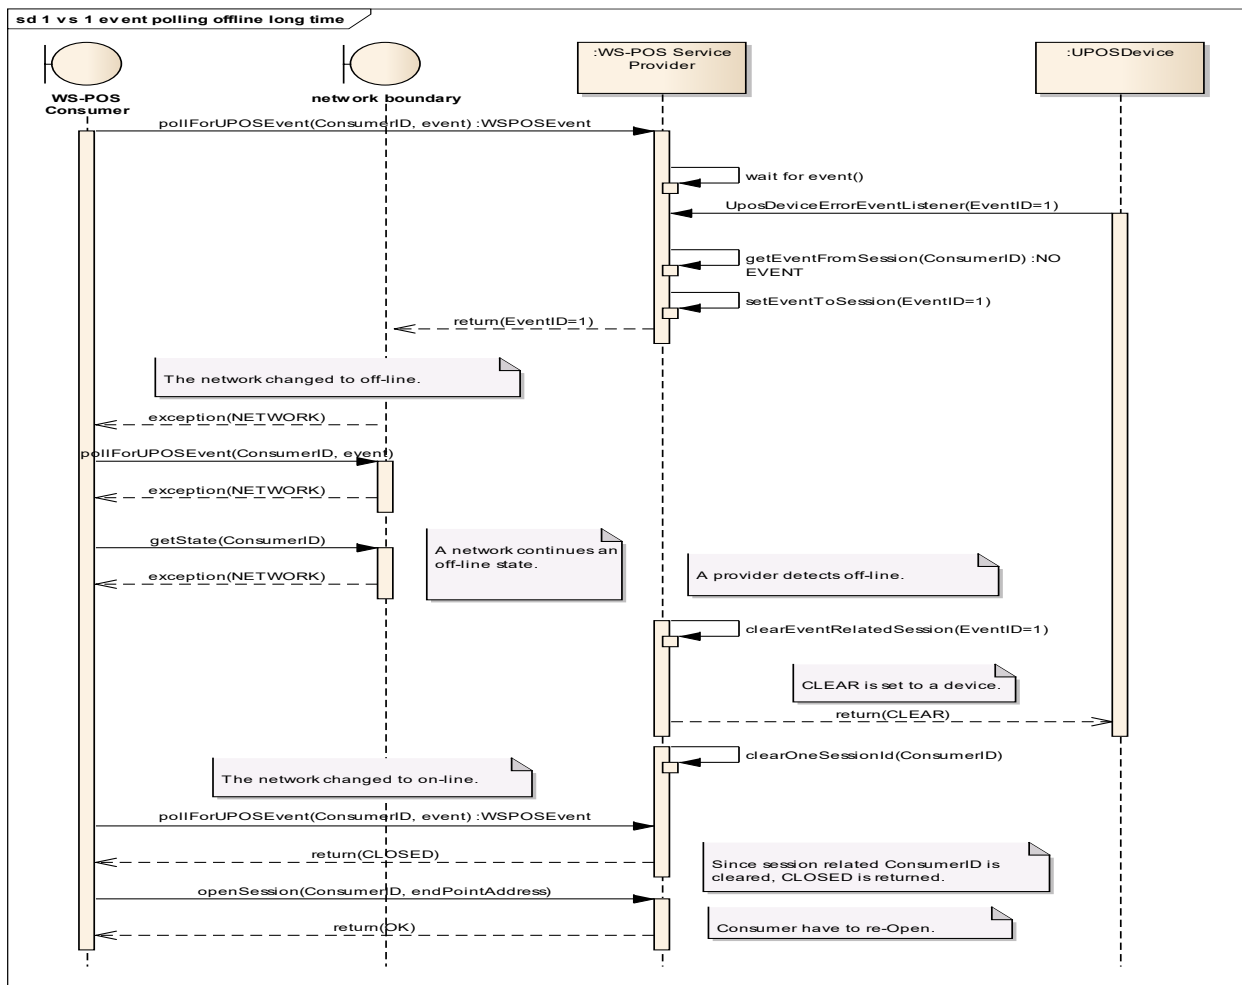 sd 1 vs 1 event polling offline long time
:WS-POS Service
Provider
:UPOSDevice
WS-POS
Consumer
network boundary
pollForUPOSEvent(ConsumerID, event) :WSPOSEvent
wait for event()
UposDeviceErrorEventListener(EventID=1)
getEventFromSession(ConsumerID) :NO
EVENT
setEventToSession(EventID=1)
return(EventID=1)
The network changed to off-line.
exception(NETWORK)
pollForUPOSEvent(ConsumerID, event)
exception(NETWORK)
getState(ConsumerID)
A network continues an
off-line state.
exception(NETWORK)
A provider detects off-line.
clearEventRelatedSession(EventID=1)
CLEAR is set to a device.
return(CLEAR)
clearOneSessionId(ConsumerID)
The network changed to on-line.
pollForUPOSEvent(ConsumerID, event) :WSPOSEvent
return(CLOSED)
Since session related ConsumerID is
cleared, CLOSED is returned.
openSession(ConsumerID, endPointAddress)
return(OK)
Consumer have to re-Open.